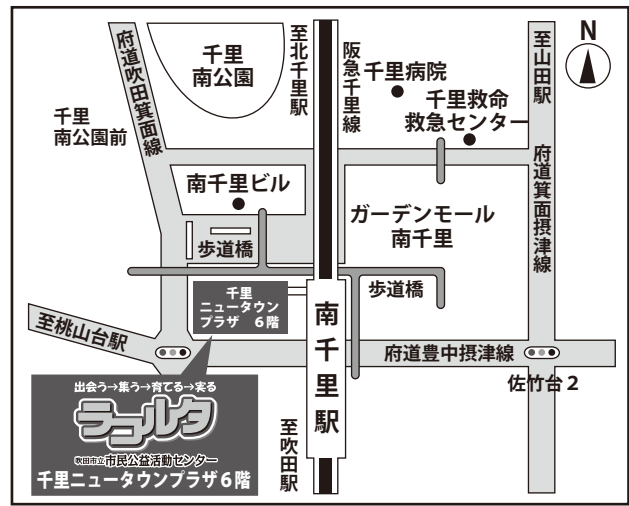 府道吹田箕面線
千里
南公園
至北千里駅
阪急千里線
千里病院
千里救命
救急センター
至山田駅
N
千里
南公園前
南千里ビル
ガーデンモール
南千里
府道箕面摂津線
歩道橋
歩道橋
千里
ニュータウン
プラザ 6階
至桃山台駅
南千里駅
府道豊中摂津線
佐竹台2
出会う→集う→育てる→実る
ラコルタ
吹田市立市民公益活動センター
千里ニュータウンプラザ6階
至吹田駅